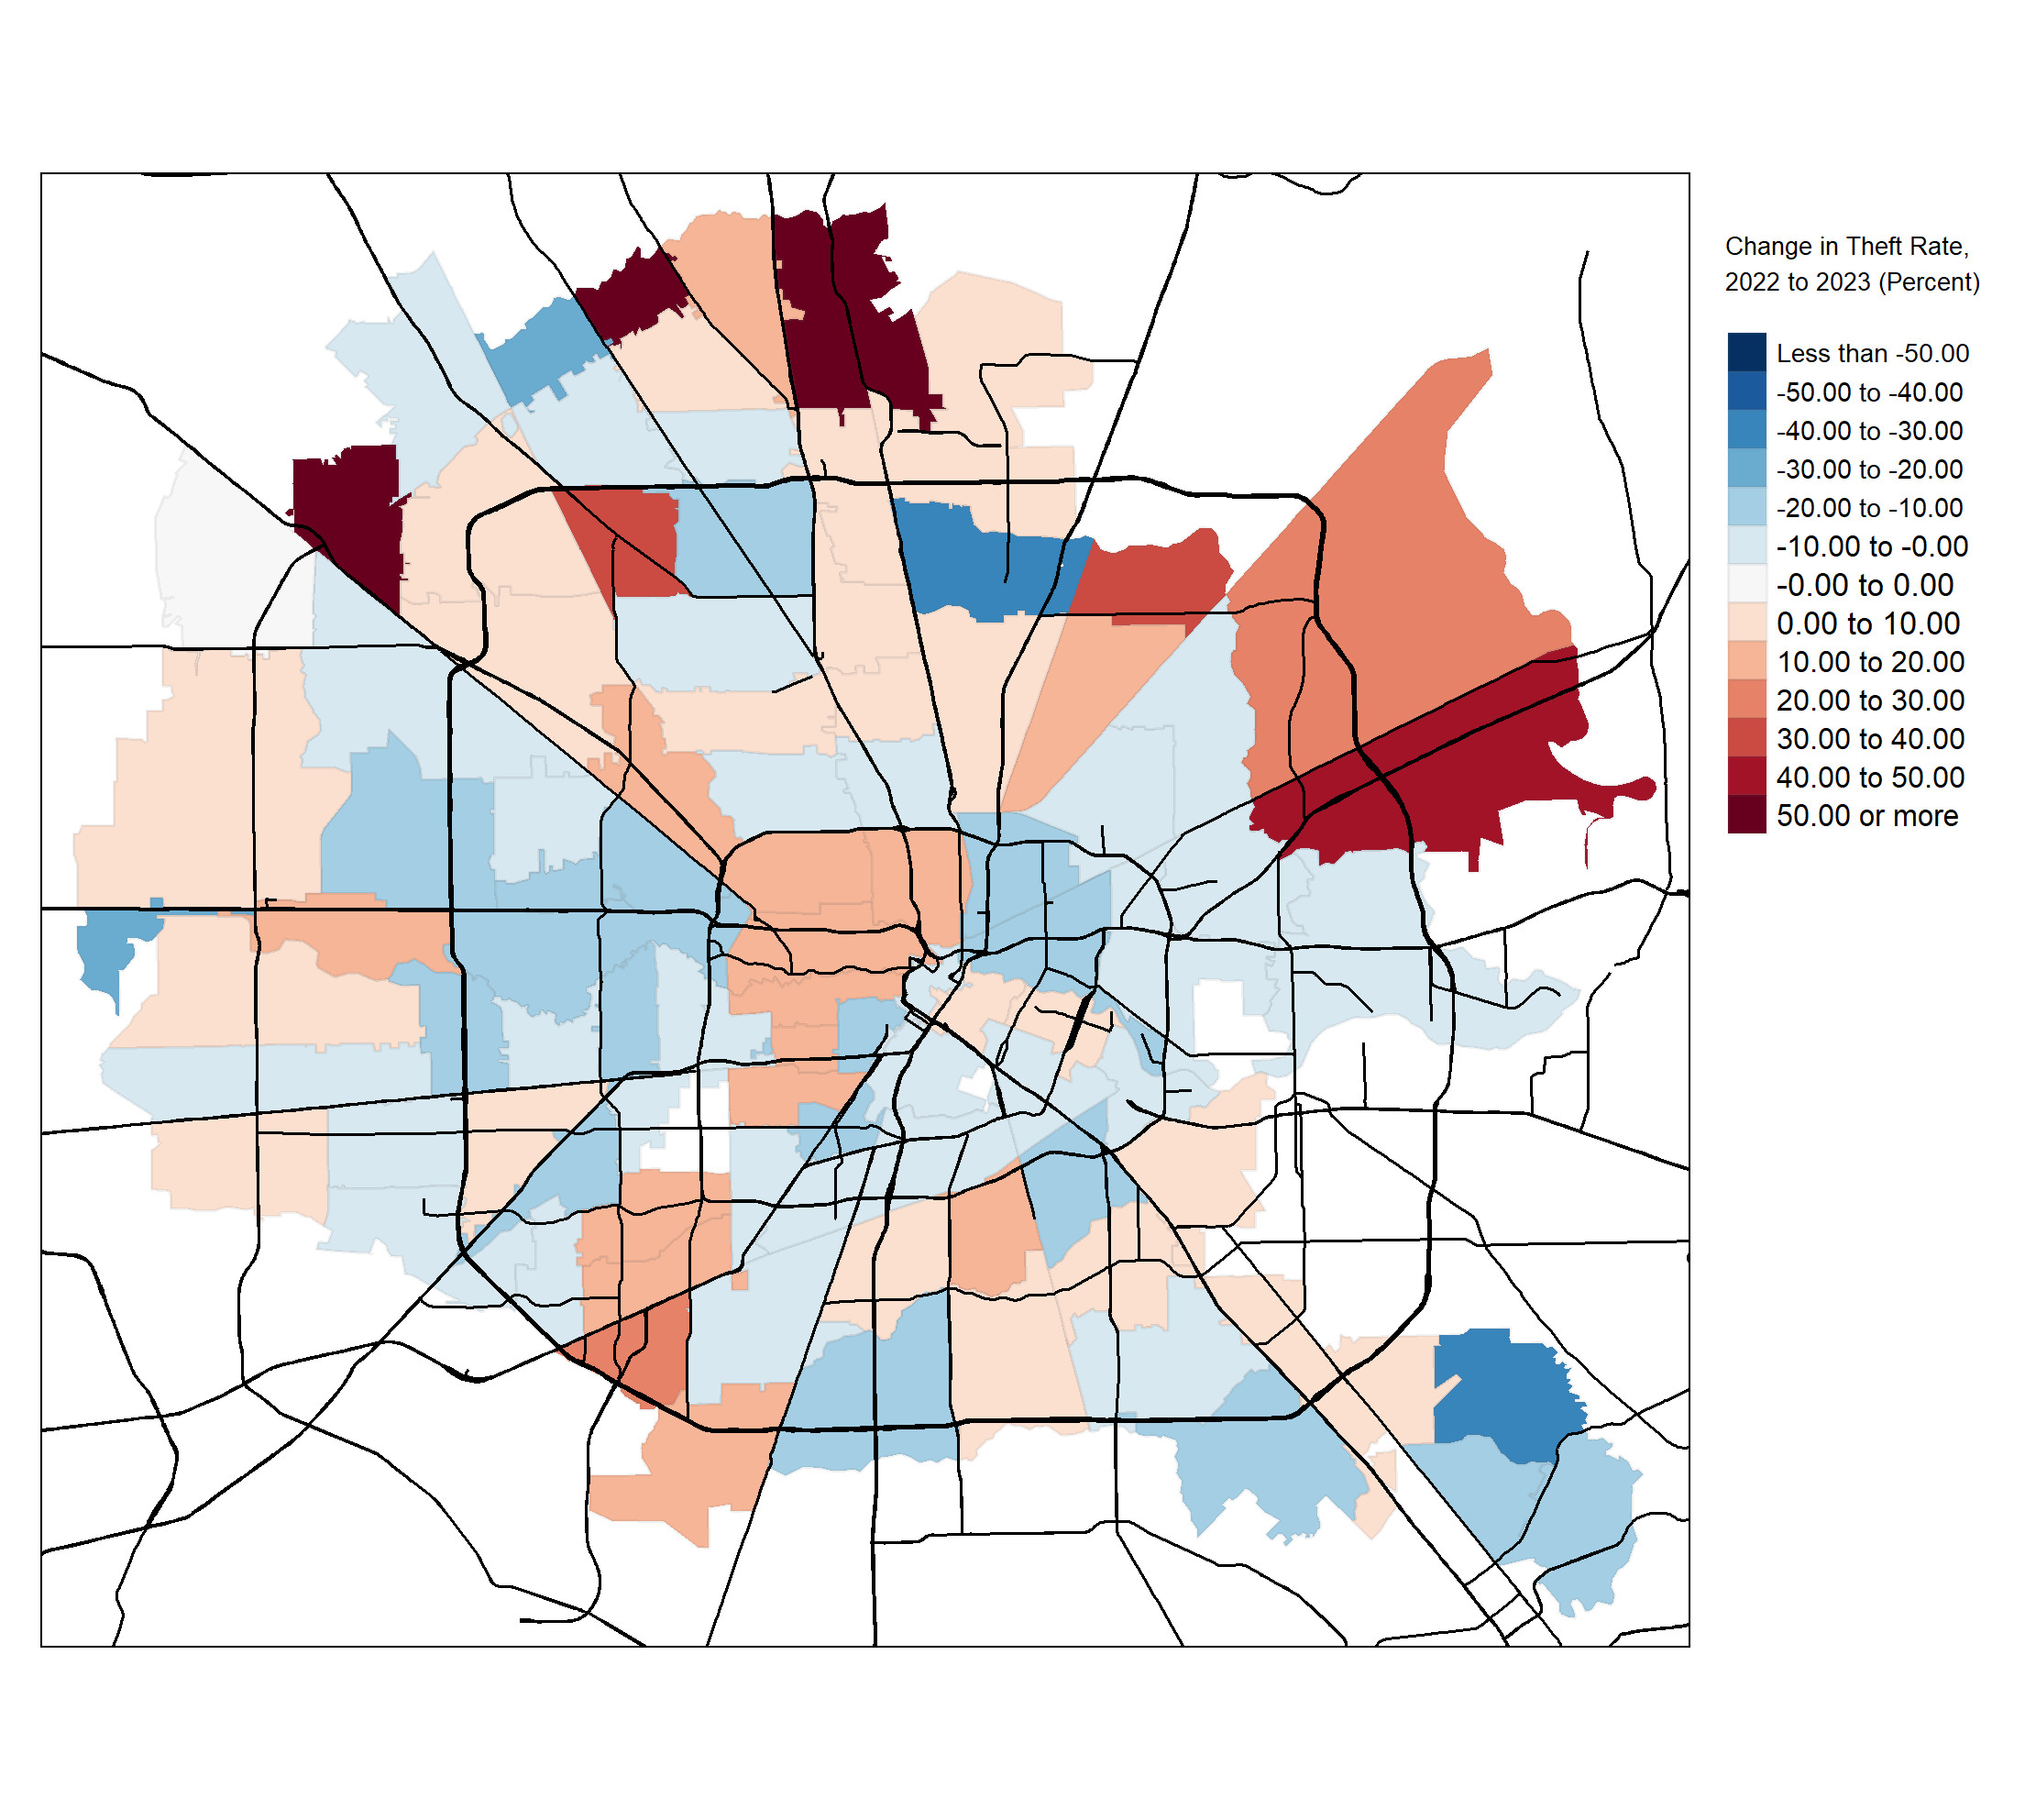 Change in Theft Rate,
2022 to 2023 (Percent)
Less than -50.00
-50.00 to -40.00
-40.00 to -30.00
-30.00 to -20.00
-20.00 to -10.00
-10.00 to -0.00
-0.00 to 0.00
0.00 to 10.00
10.00 to 20.00
20.00 to 30.00
30.00 to 40.00
40.00 to 50.00
50.00 or more